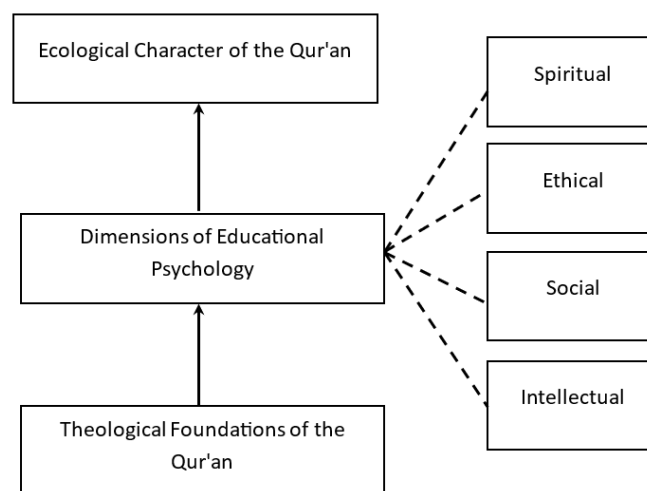 Ecological Character of the Qur'an
Spiritual
Ethical
Dimensions of Educational
Psychology
Social
Intellectual
Theological Foundations of the
Qur'an